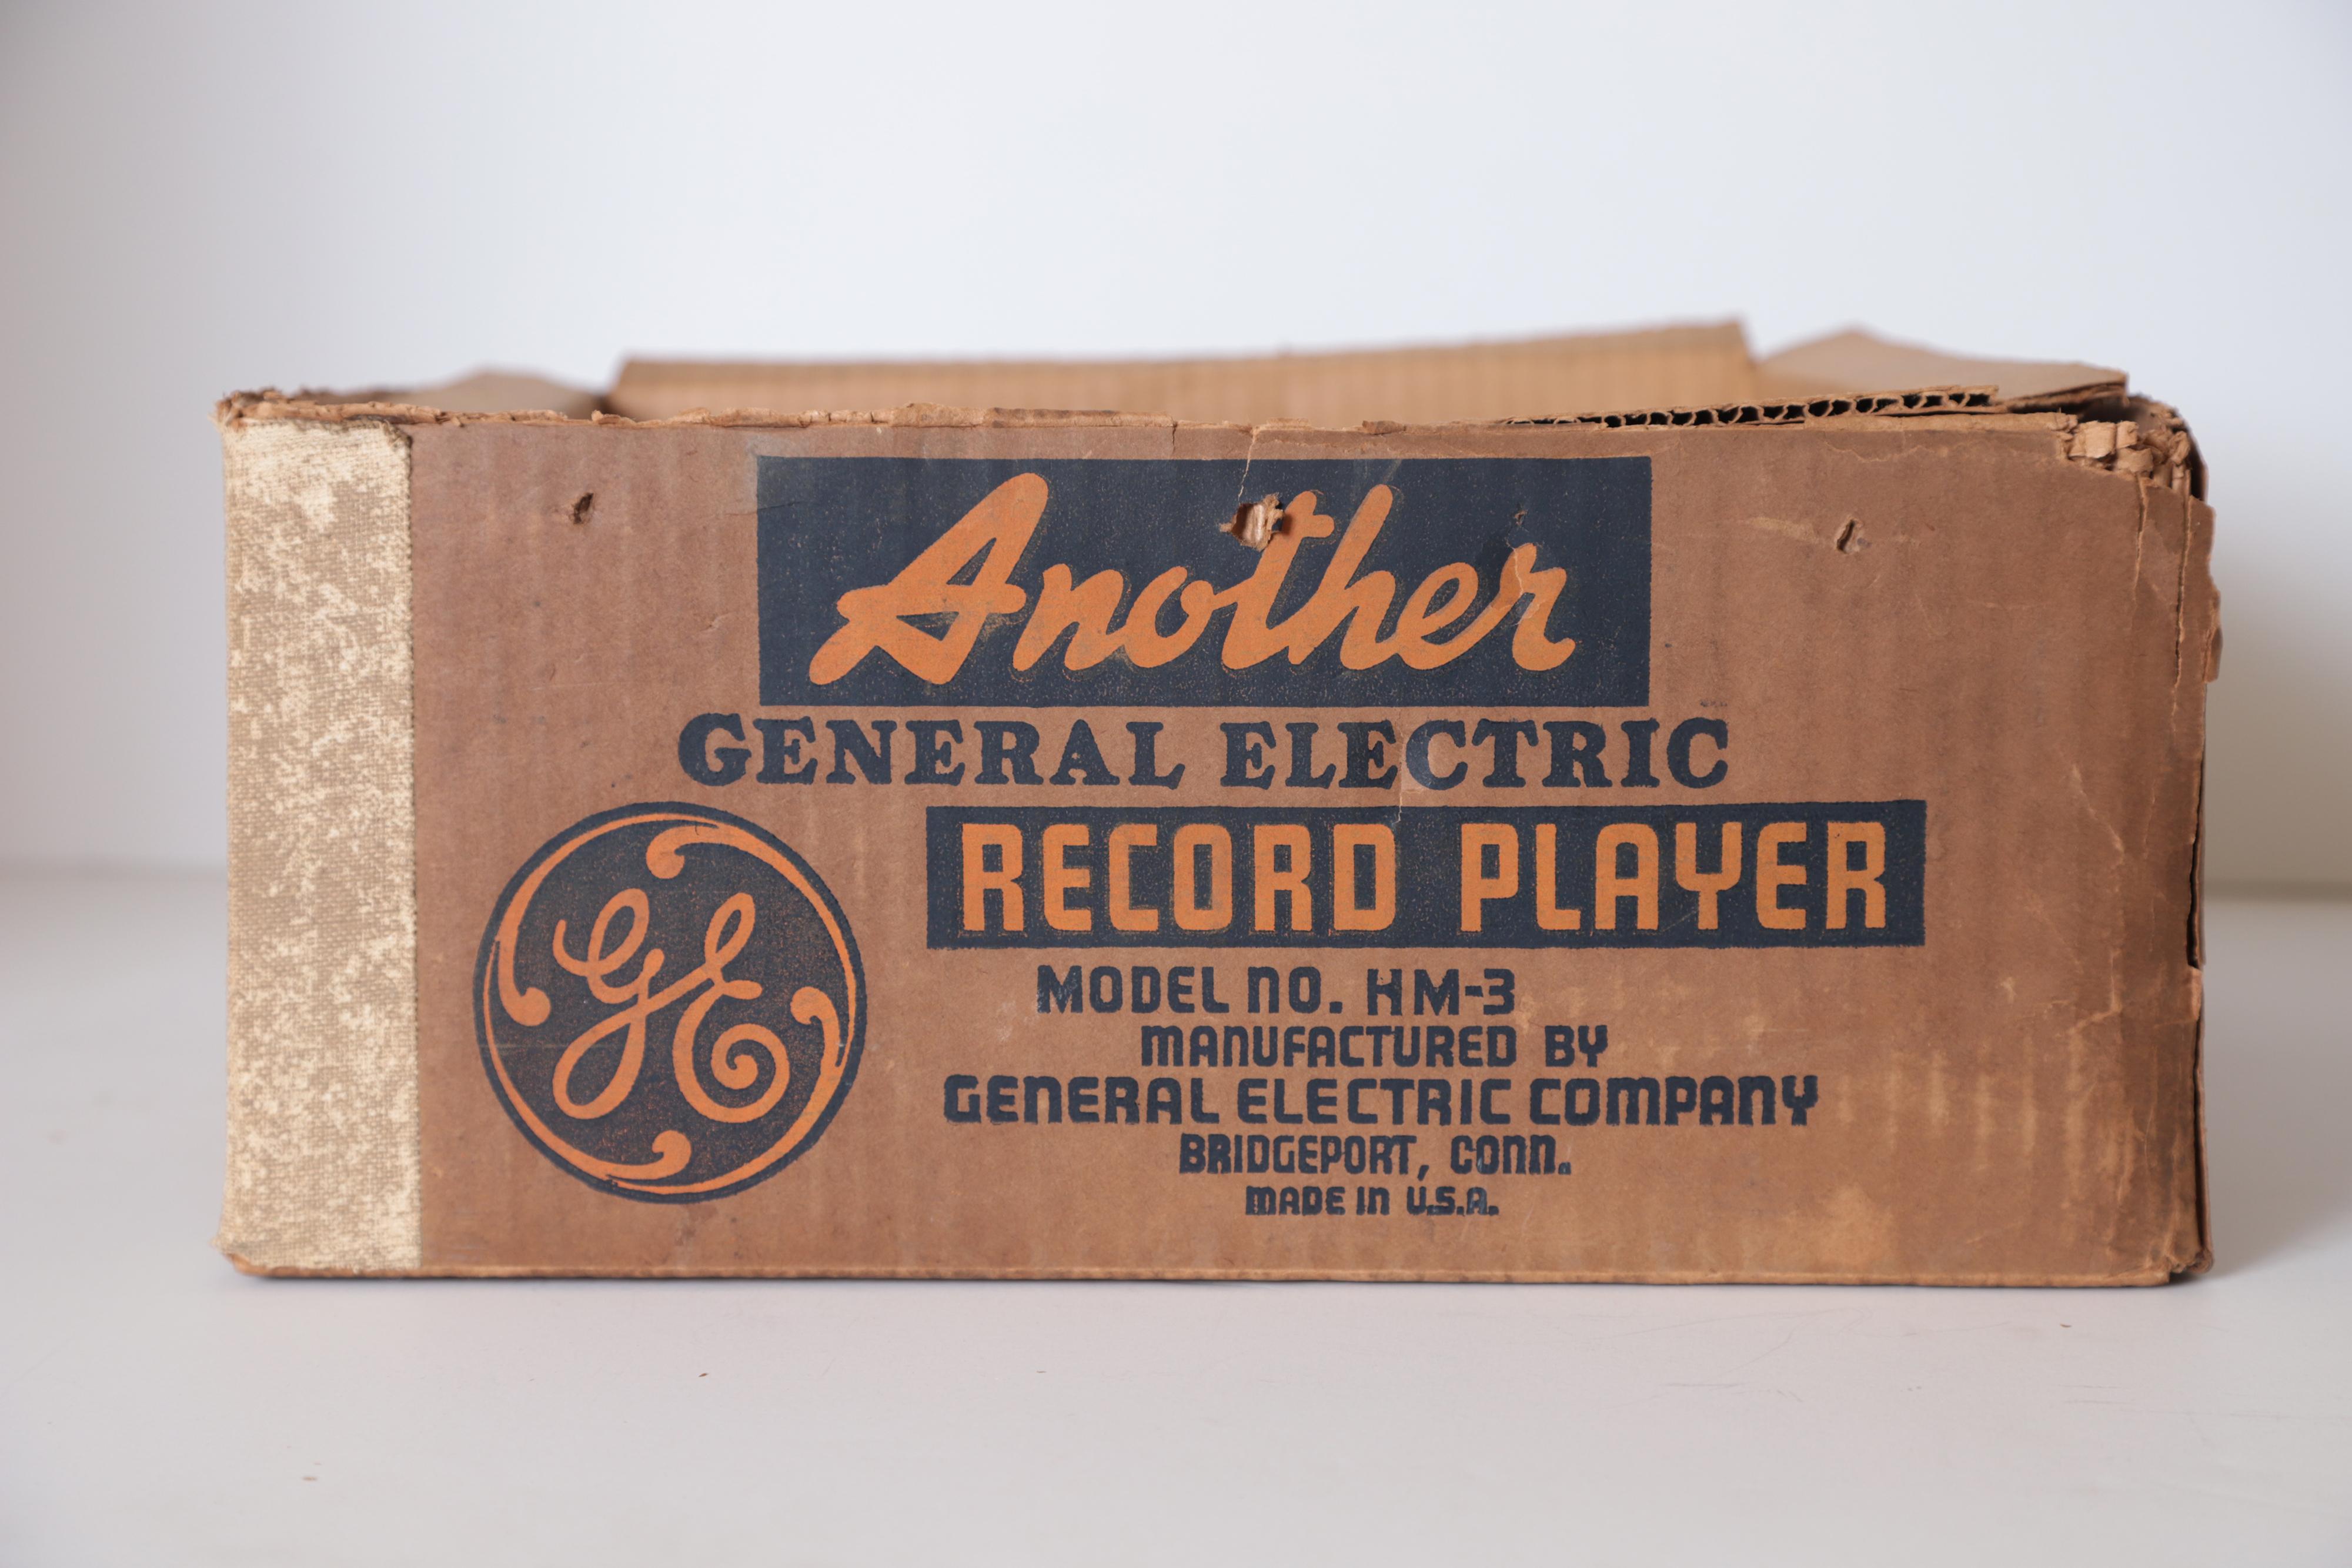 Another
GENERAL ELECTRIC
GE
RECORD PLAYER
MODEL NO. HM-3
MANUFACTURED BY
GENERAL ELECTRIC COMPANY
BRIDGEPORT, CONN.
MADE IN U.S.A.